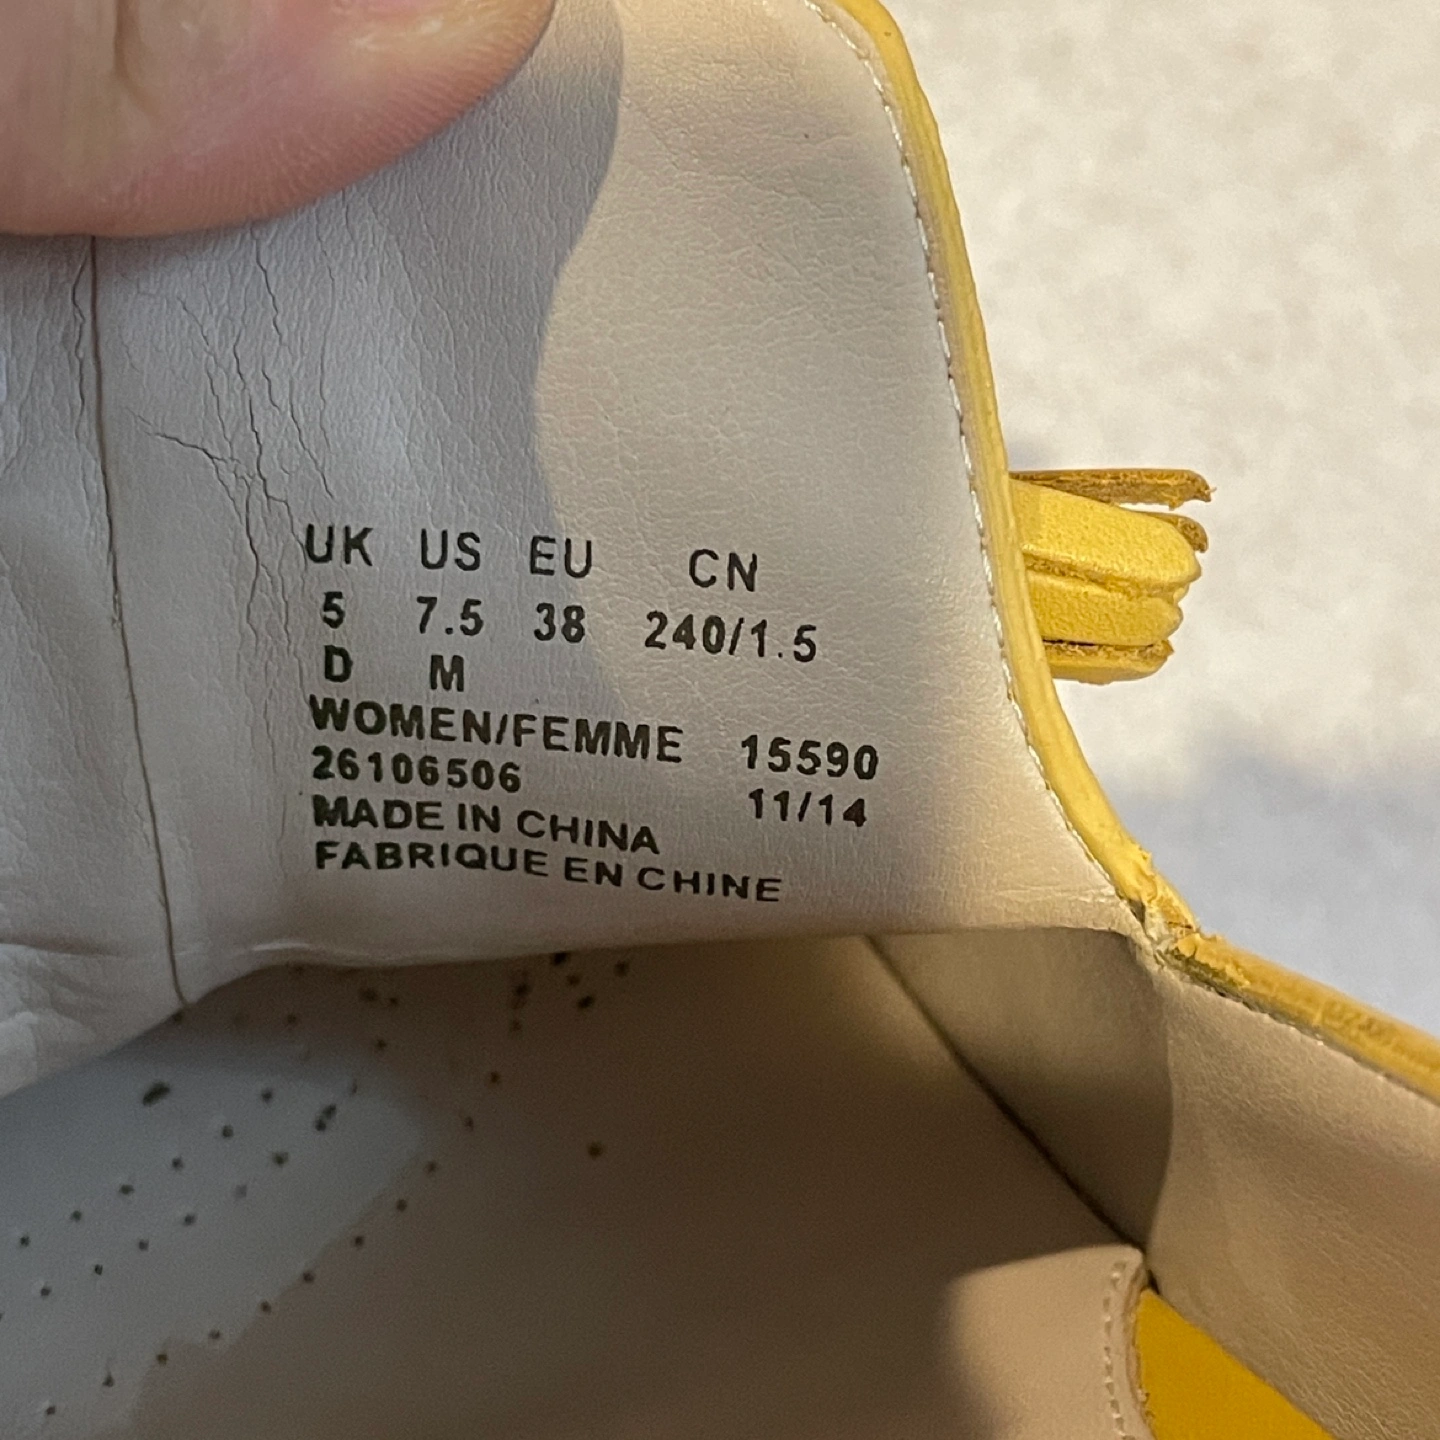 UK US EU CN
5 7.5 38 240/1.5
D M
WOMEN/FEMME 15590
26106506 11/14
MADE IN CHINA
FABRIQUE EN CHINE